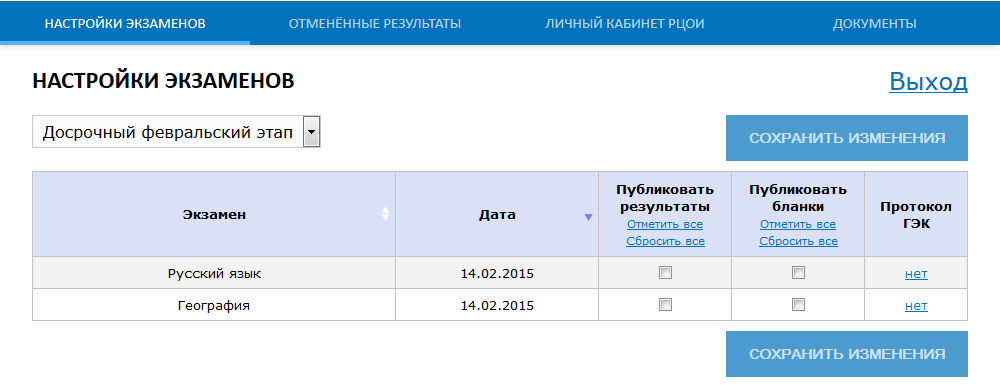 НАСТРОЙКИ ЭКЗАМЕНОВ ОТМЕНЁННЫЕ РЕЗУЛЬТАТЫ ЛИЧНЫЙ КАБИНЕТ РЦОИ ДОКУМЕНТЫ
НАСТРОЙКИ ЭКЗАМЕНОВ Выход
Досрочный февральский этап СОХРАНИТЬ ИЗМЕНЕНИЯ
Экзамен
Дата
Публиковать
результаты
Отметить все
Сбросить все
Публиковать
бланки
Отметить все
Сбросить все
Протокол
ГЭК
Русский язык 14.02.2015 нет
География 14.02.2015 нет
СОХРАНИТЬ ИЗМЕНЕНИЯ